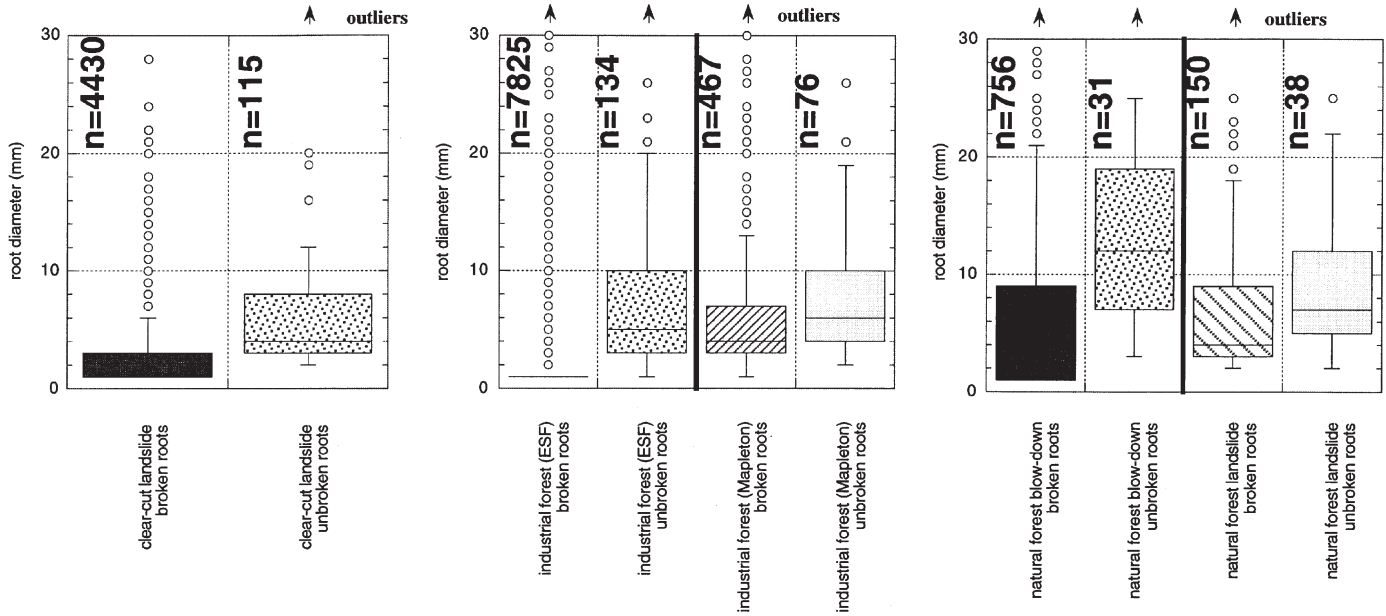 outliers
30
20
10
0
root diameter (mm)
n=4430
n=115
clear-cut landslide
broken roots
clear-cut landslide
unbroken roots
outliers
30
20
10
0
root diameter (mm)
n=7825
n=134
n=467
n=76
industrial forest (ESF)
broken roots
industrial forest (ESF)
unbroken roots
industrial forest (Mapleton)
broken roots
industrial forest (Mapleton)
unbroken roots
outliers
30
20
10
0
root diameter (mm)
n=756
n=31
n=150
n=38
natural forest blow-down
broken roots
natural forest blow-down
unbroken roots
natural forest landslide
broken roots
natural forest landslide
unbroken roots